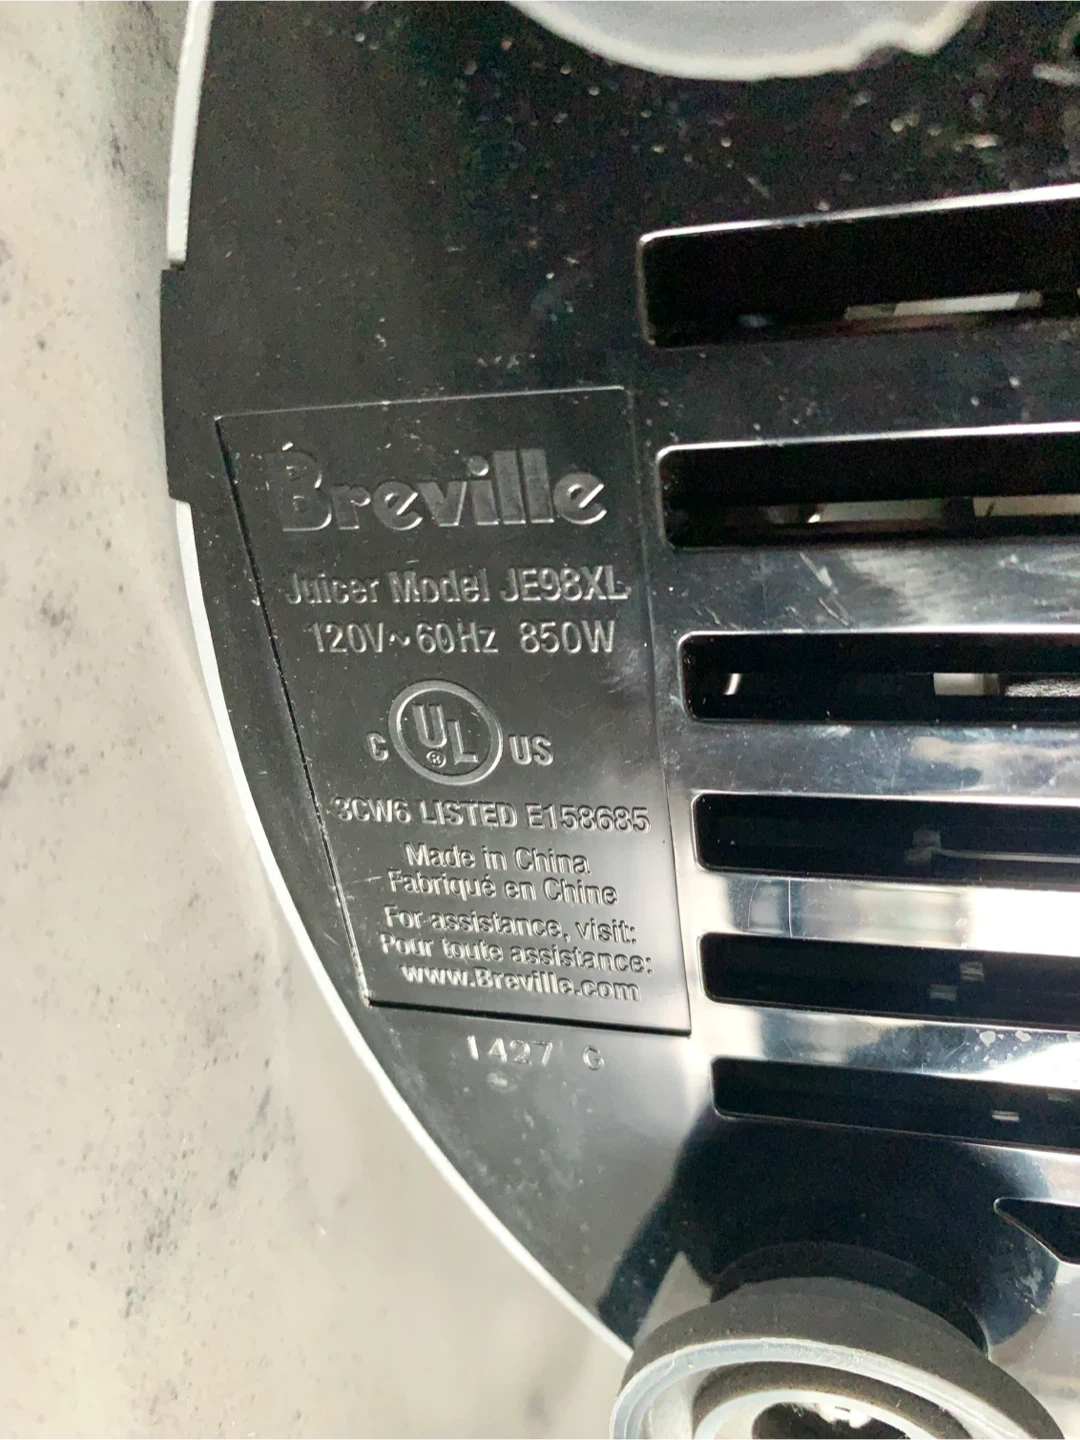 Breville
Juicer Model JE98XL
120V~60Hz 850W
C UL® US
3CW6 LISTED E158685
Made in China
Fabriqué en Chine
For assistance, visit:
Pour toute assistance:
www.Breville.com
1427 G